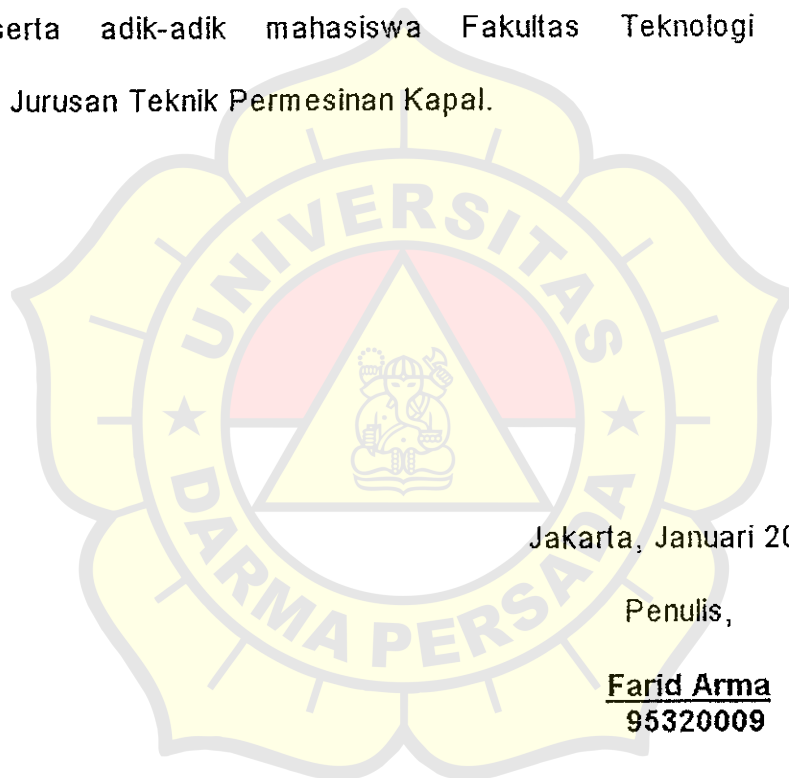 serta adik-adik mahasiswa Fakultas Teknologi
Jurusan Teknik Permesinan Kapal.
UNIVERSITAS
DARMA PERSADA
Jakarta, Januari 20
Penulis,
Farid Arma
95320009